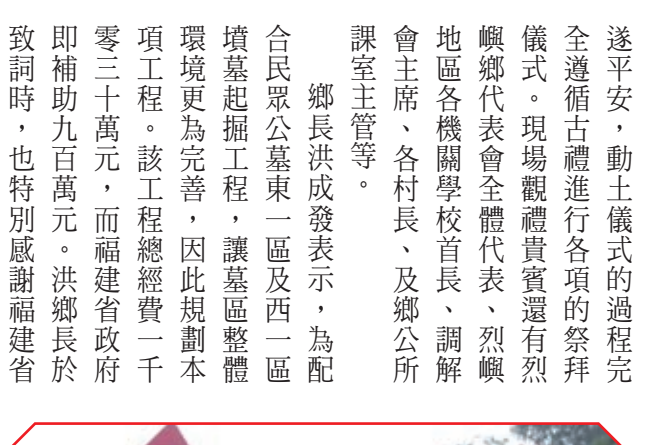 遂平安，動土儀式的過程完
全遵循古禮進行各項的祭拜
儀式。現場觀禮貴賓還有烈
嶼鄉代表會全體代表、烈嶼
地區各機關學校首長、調解
會主席、各村長、及鄉公所
課室主管等。
鄉長洪成發表示，為配
合民眾公墓東一區及西一區
墳墓起掘工程，讓墓區整體
環境更為完善，因此規劃本
項工程。該工程總經費一千
零三十萬元，而福建省政府
即補助九百萬元。洪鄉長於
致詞時，也特別感謝福建省